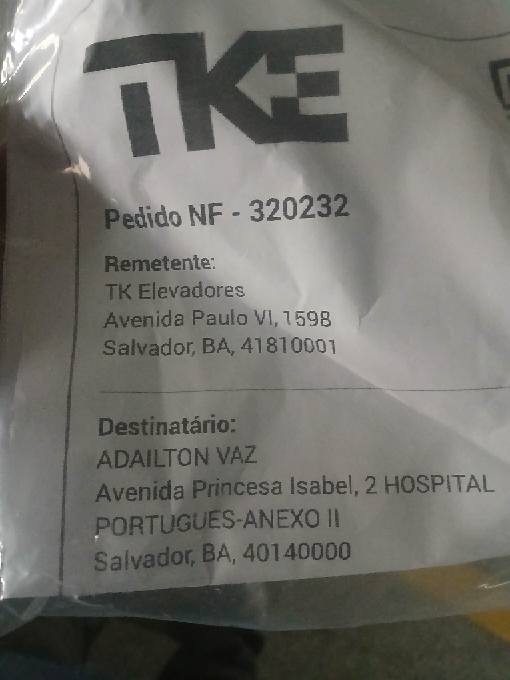 TKE
Pedido NF - 320232
Remetente:
TK Elevadores
Avenida Paulo VI, 1598
Salvador, BA, 41810001
Destinatário:
ADAILTON VAZ
Avenida Princesa Isabel, 2 HOSPITAL
PORTUGUES-ANEXO II
Salvador, BA, 40140000